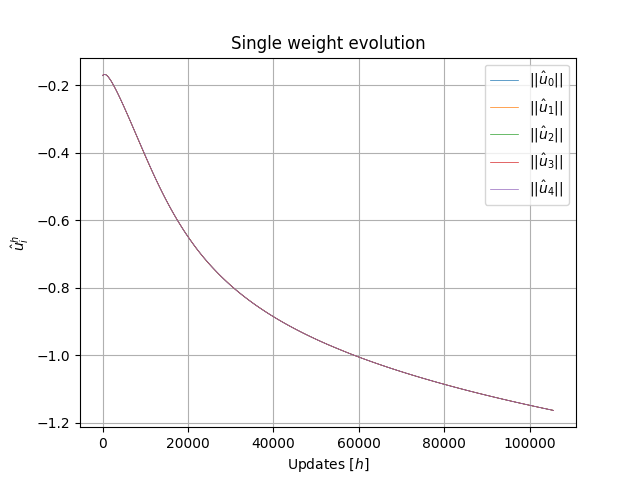 Single weight evolution
||û₀||
||û₁||
||û₂||
||û₃||
||û₄||
−0.2
−0.4
−0.6
−0.8
−1.0
−1.2
0
20000
40000
60000
80000
100000
Updates [h]